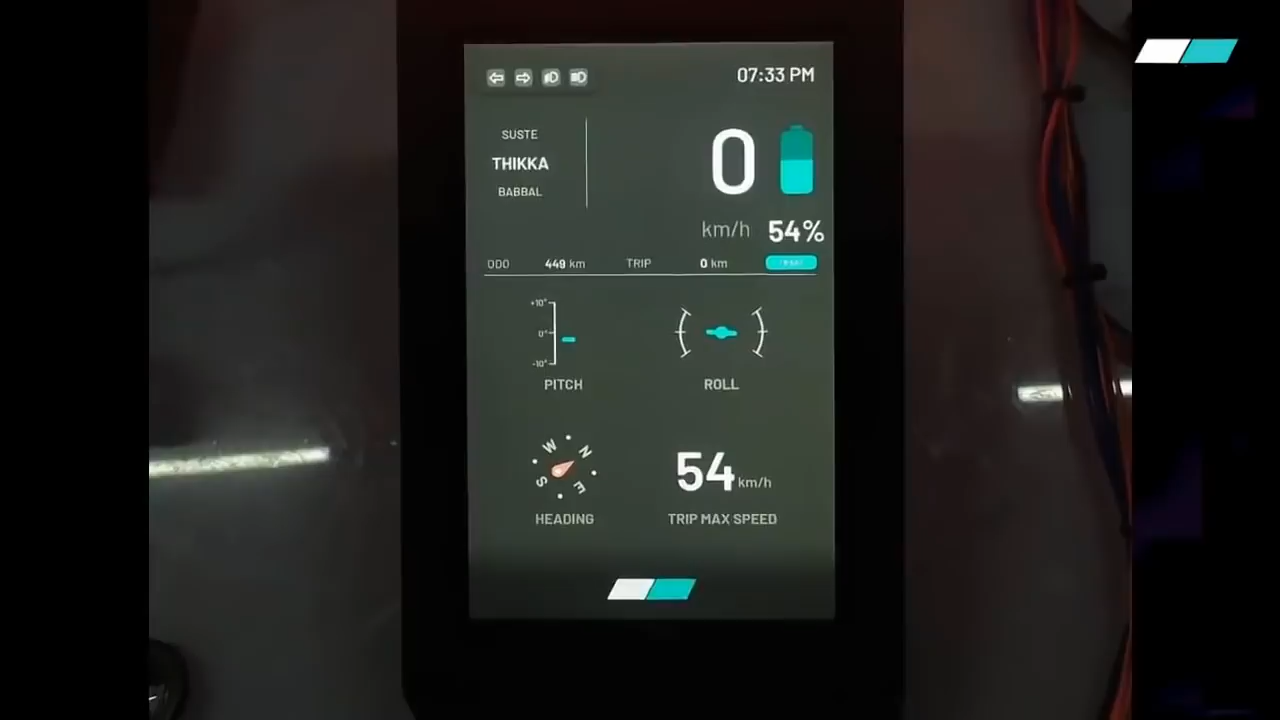 07:33 PM
SUSTE
THIKKA
BABBAL
0
km/h
54%
ODO 449 km TRIP 0 km
+10°
0°
-10°
PITCH
ROLL
W N
S E
HEADING
54 km/h
TRIP MAX SPEED